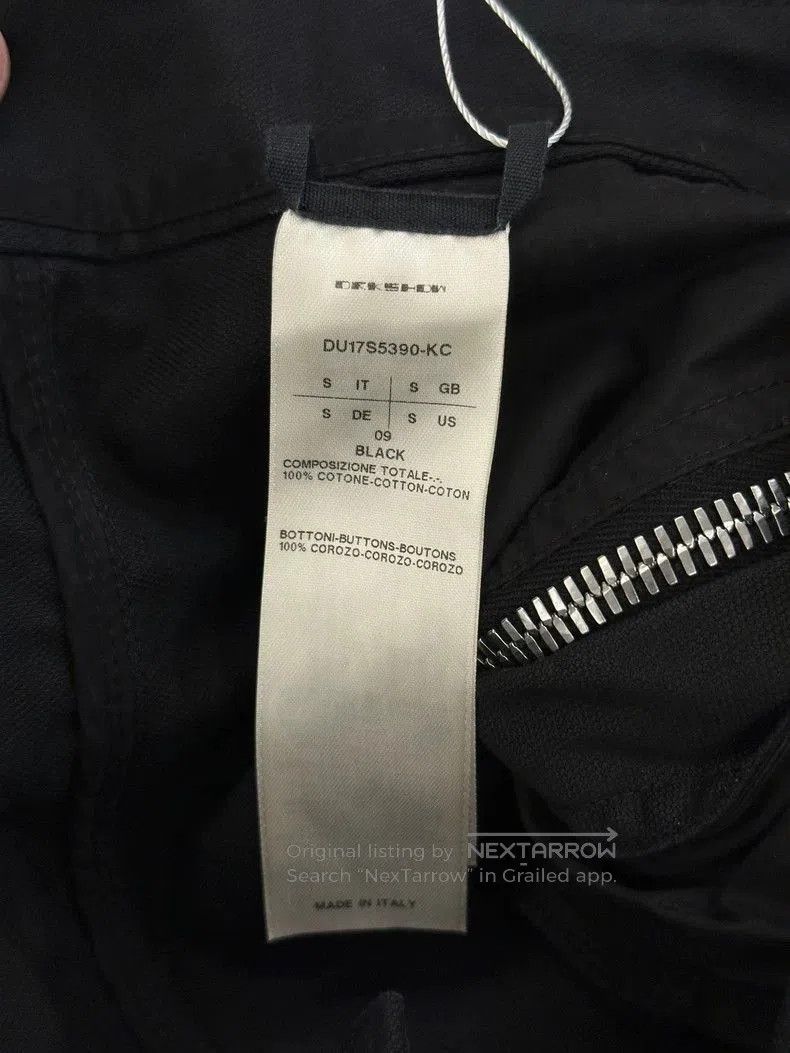 DRKSHDW
DU17S5390-KC
S IT S GB
S DE S US
09
BLACK
COMPOSIZIONE TOTALE-.-.
100% COTONE-COTTON-COTON
BOTTONI-BUTTONS-BOUTONS
100% COROZO-COROZO-COROZO
Original listing by NEXTARROW
Search "NexTarrow" in Grailed app.
MADE IN ITALY